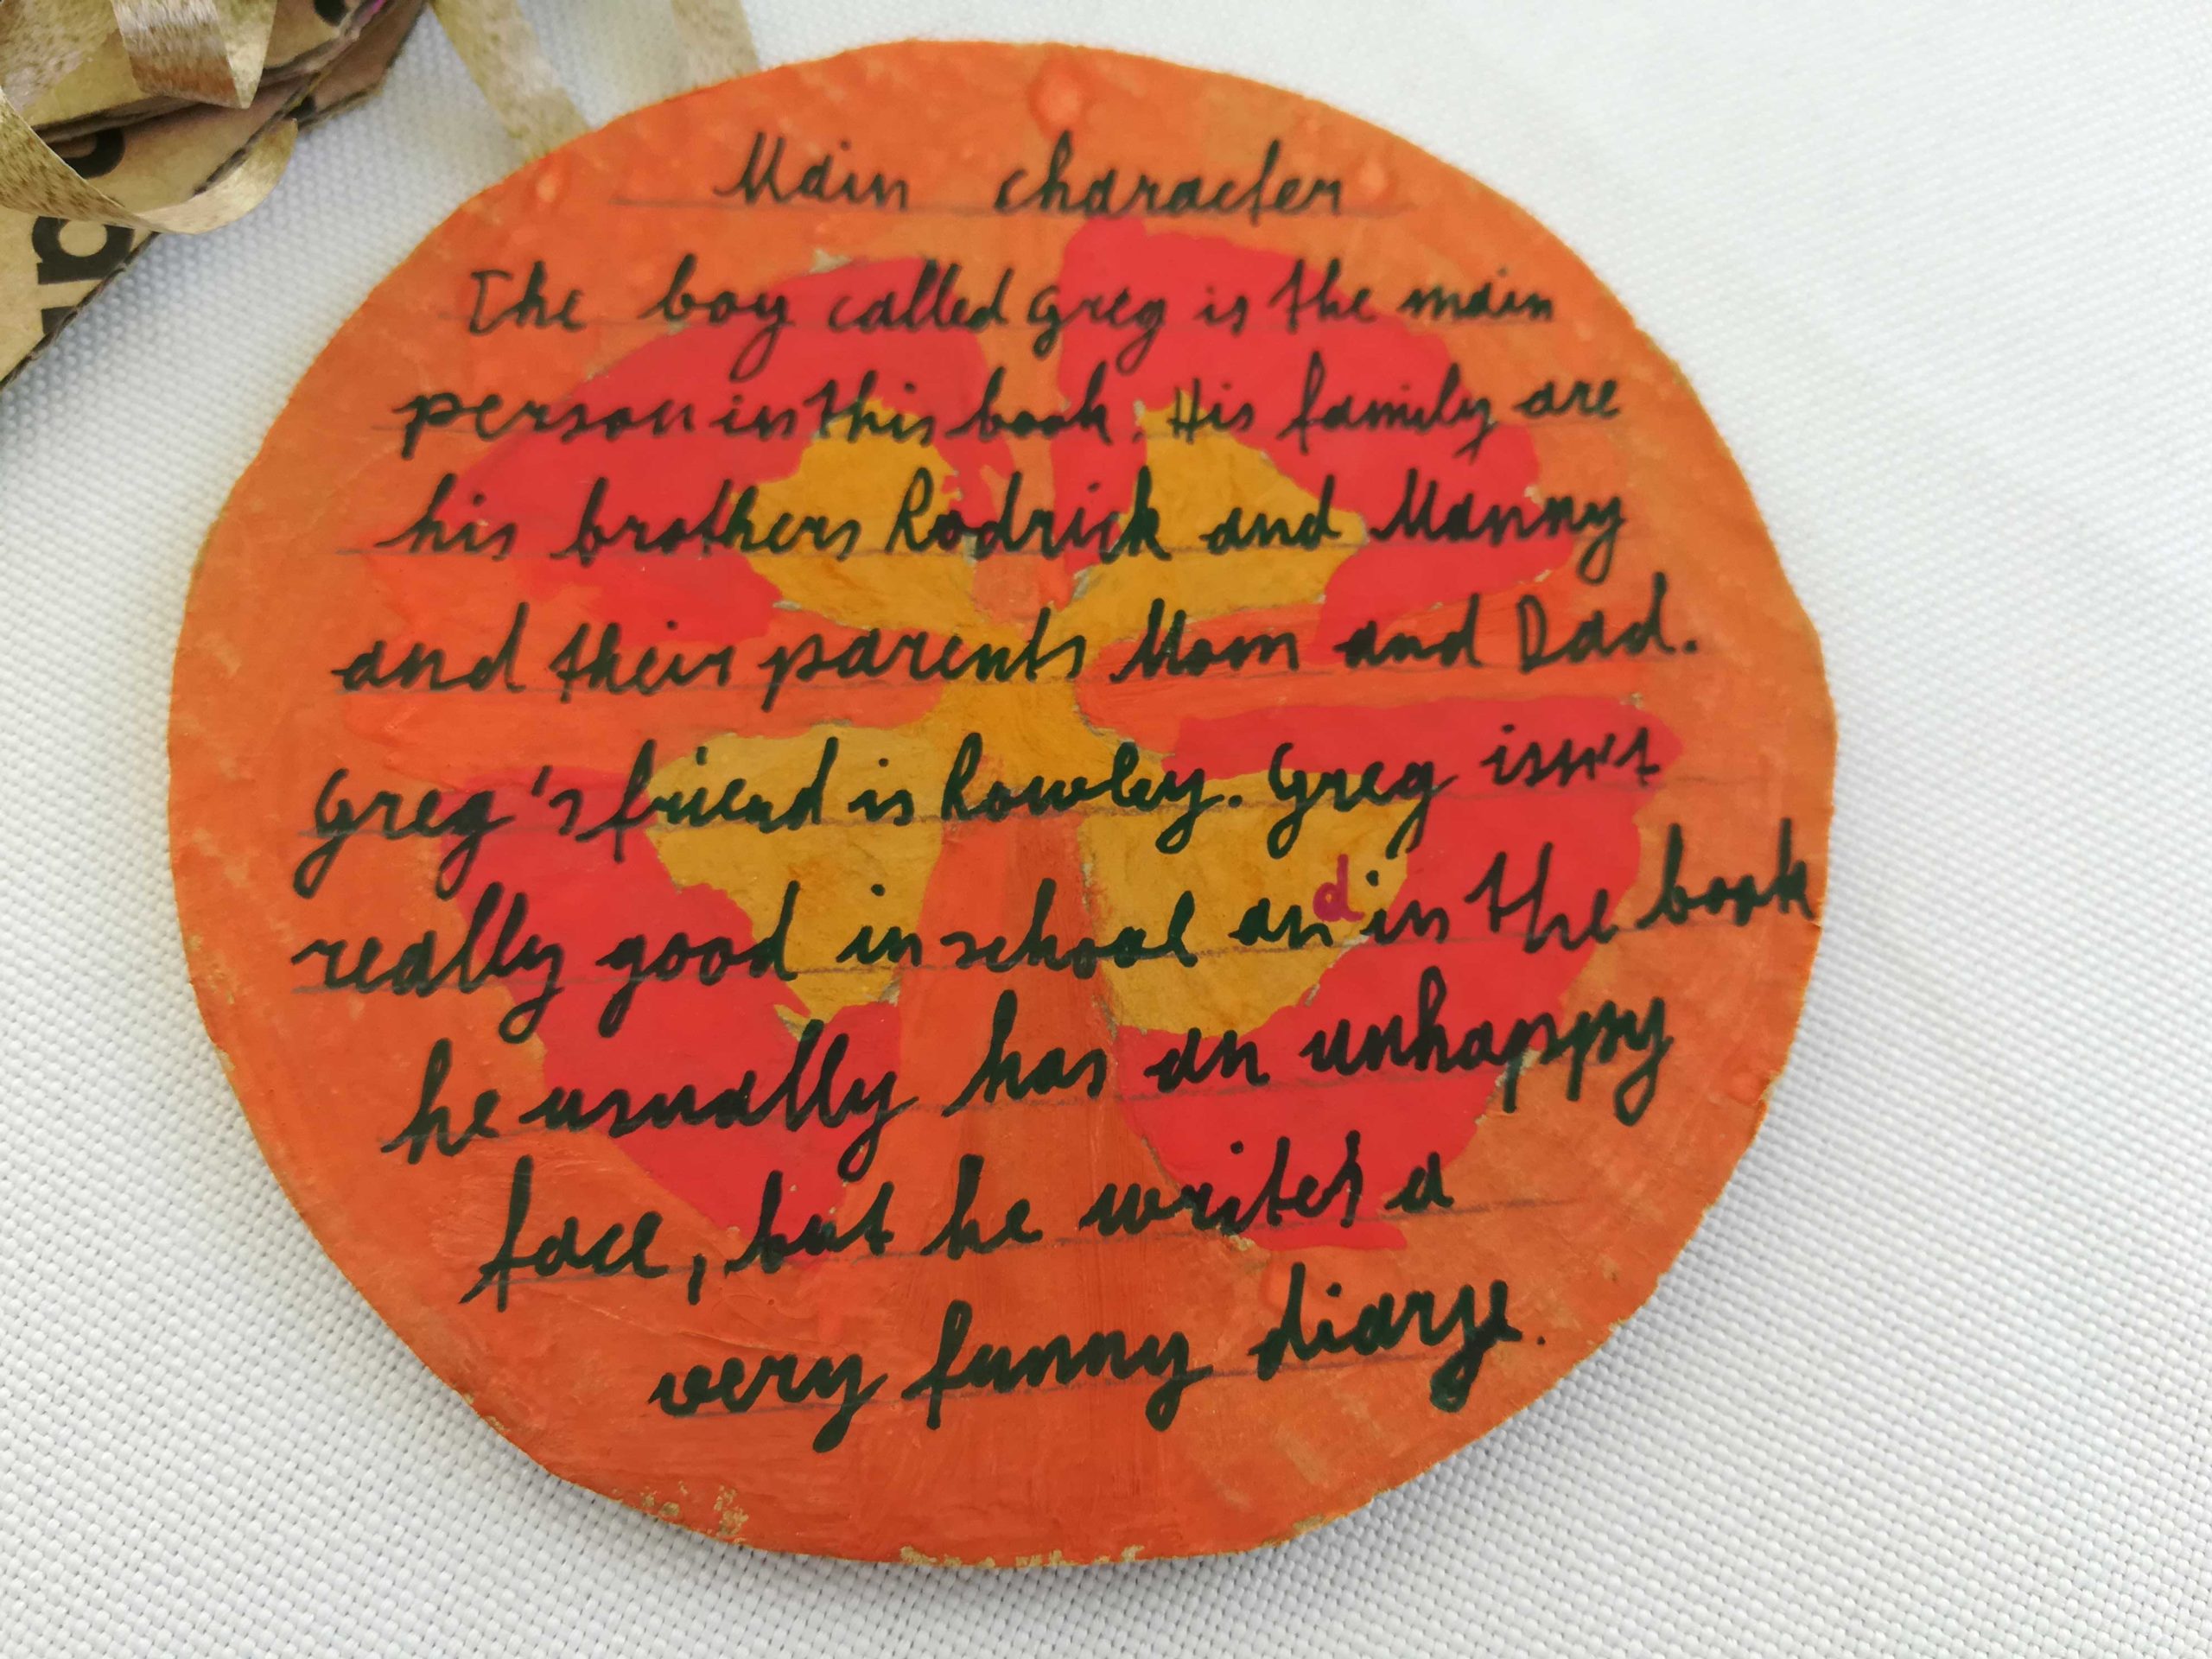 Main character
The boy called Greg is the main
person in this book. His family are
his brothers Rodrick and Manny
and their parents Mom and Dad.
Greg's friend is Rowley. Greg isn't
really good in school and in the book
he usually has an unhappy
face, but he writes a
very funny diarye.